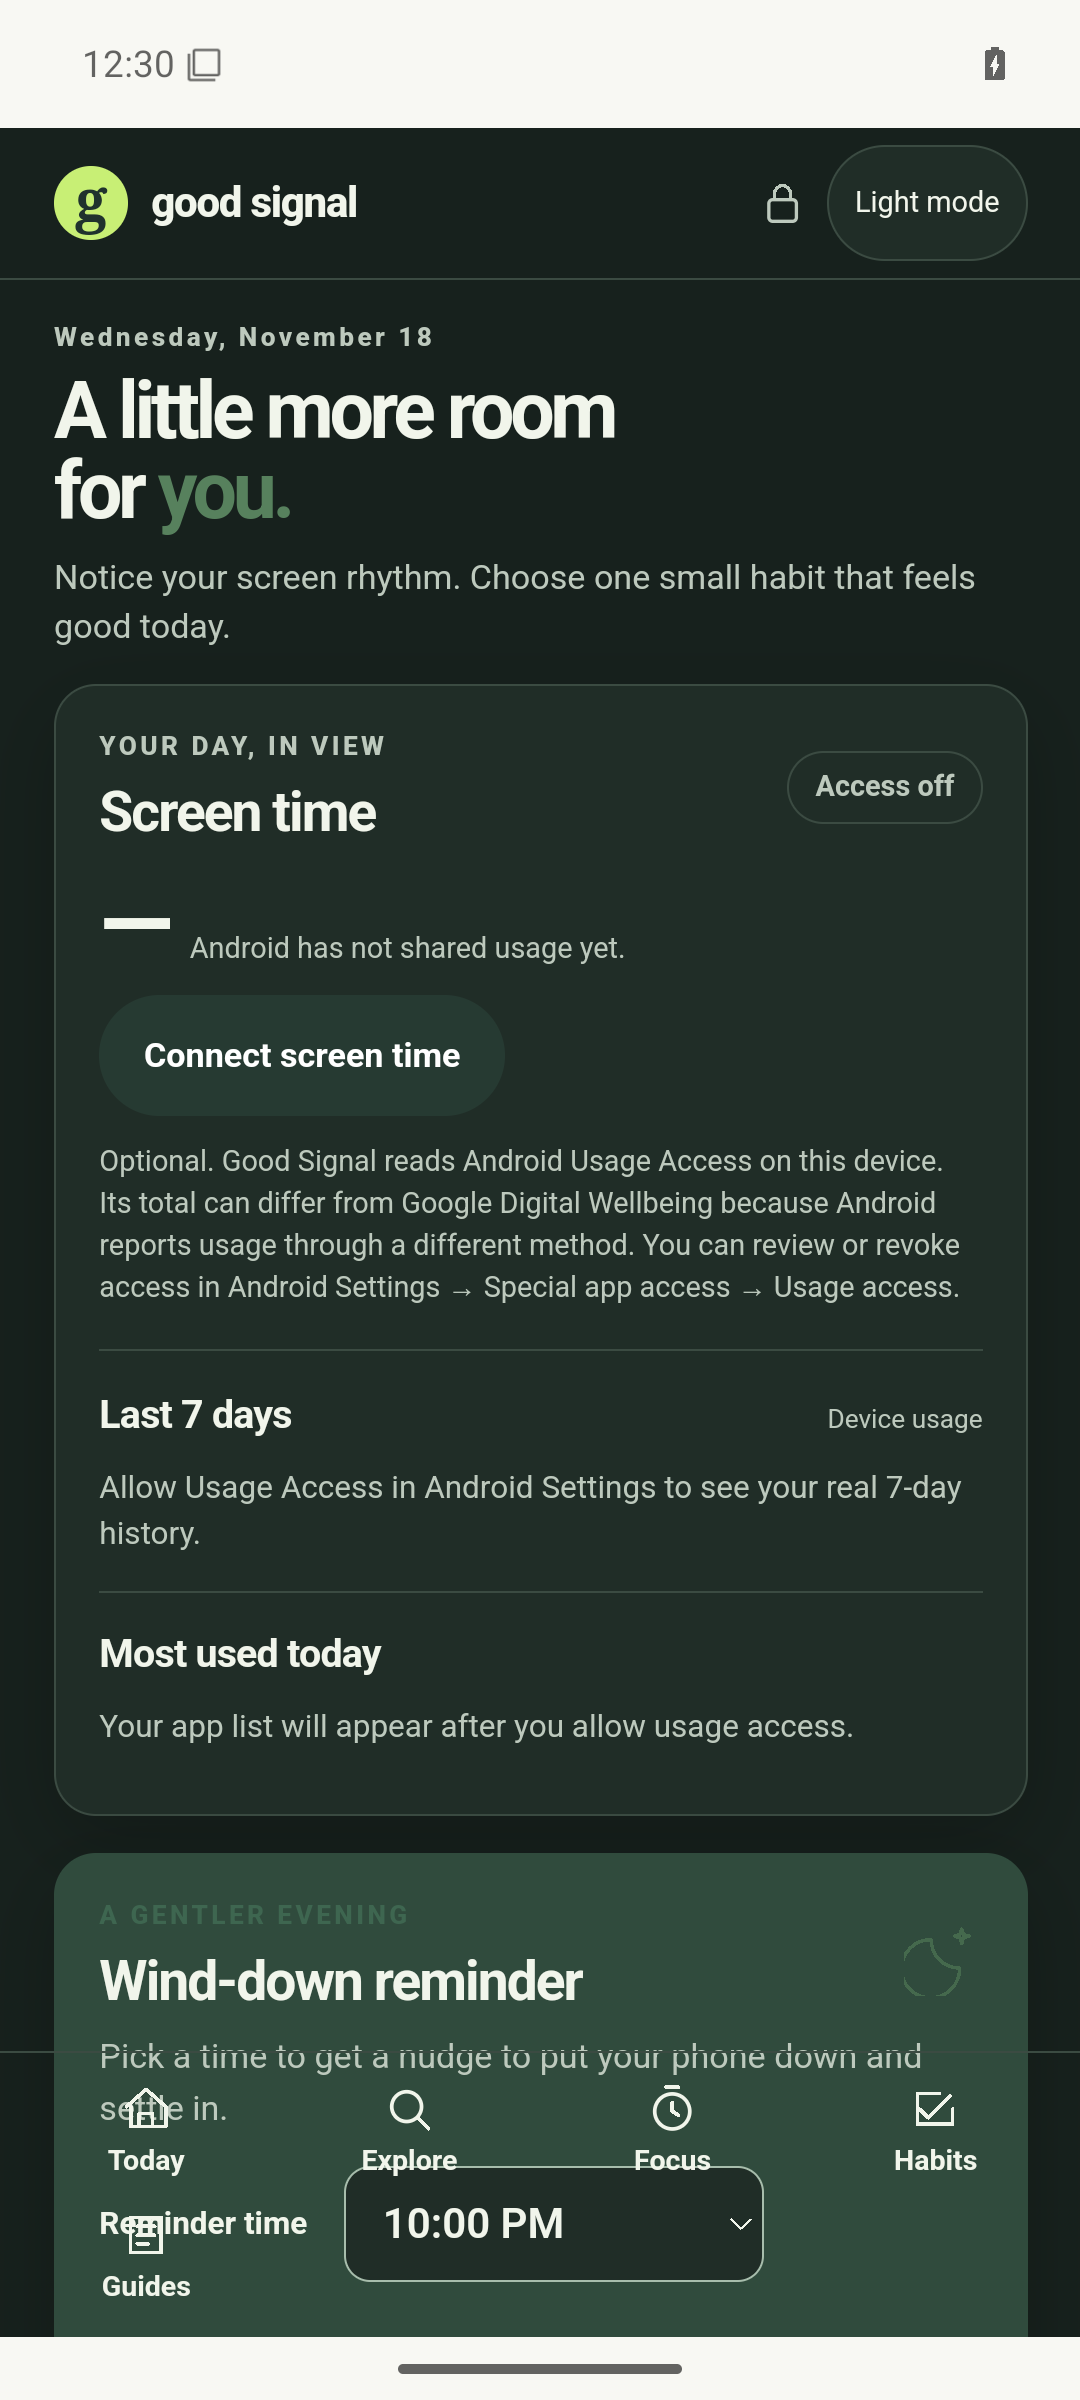 12:30
g good signal
Light mode
Wednesday, November 18
A little more room
for you.
Notice your screen rhythm. Choose one small habit that feels
good today.
YOUR DAY, IN VIEW
Screen time
Access off
— Android has not shared usage yet.
Connect screen time
Optional. Good Signal reads Android Usage Access on this device.
Its total can differ from Google Digital Wellbeing because Android
reports usage through a different method. You can review or revoke
access in Android Settings → Special app access → Usage access.
Last 7 days
Device usage
Allow Usage Access in Android Settings to see your real 7-day
history.
Most used today
Your app list will appear after you allow usage access.
A GENTLER EVENING
Wind-down reminder
Pick a time to get a nudge to put your phone down and
settle in.
Today
Explore
Focus
Habits
Reminder time
10:00 PM
Guides